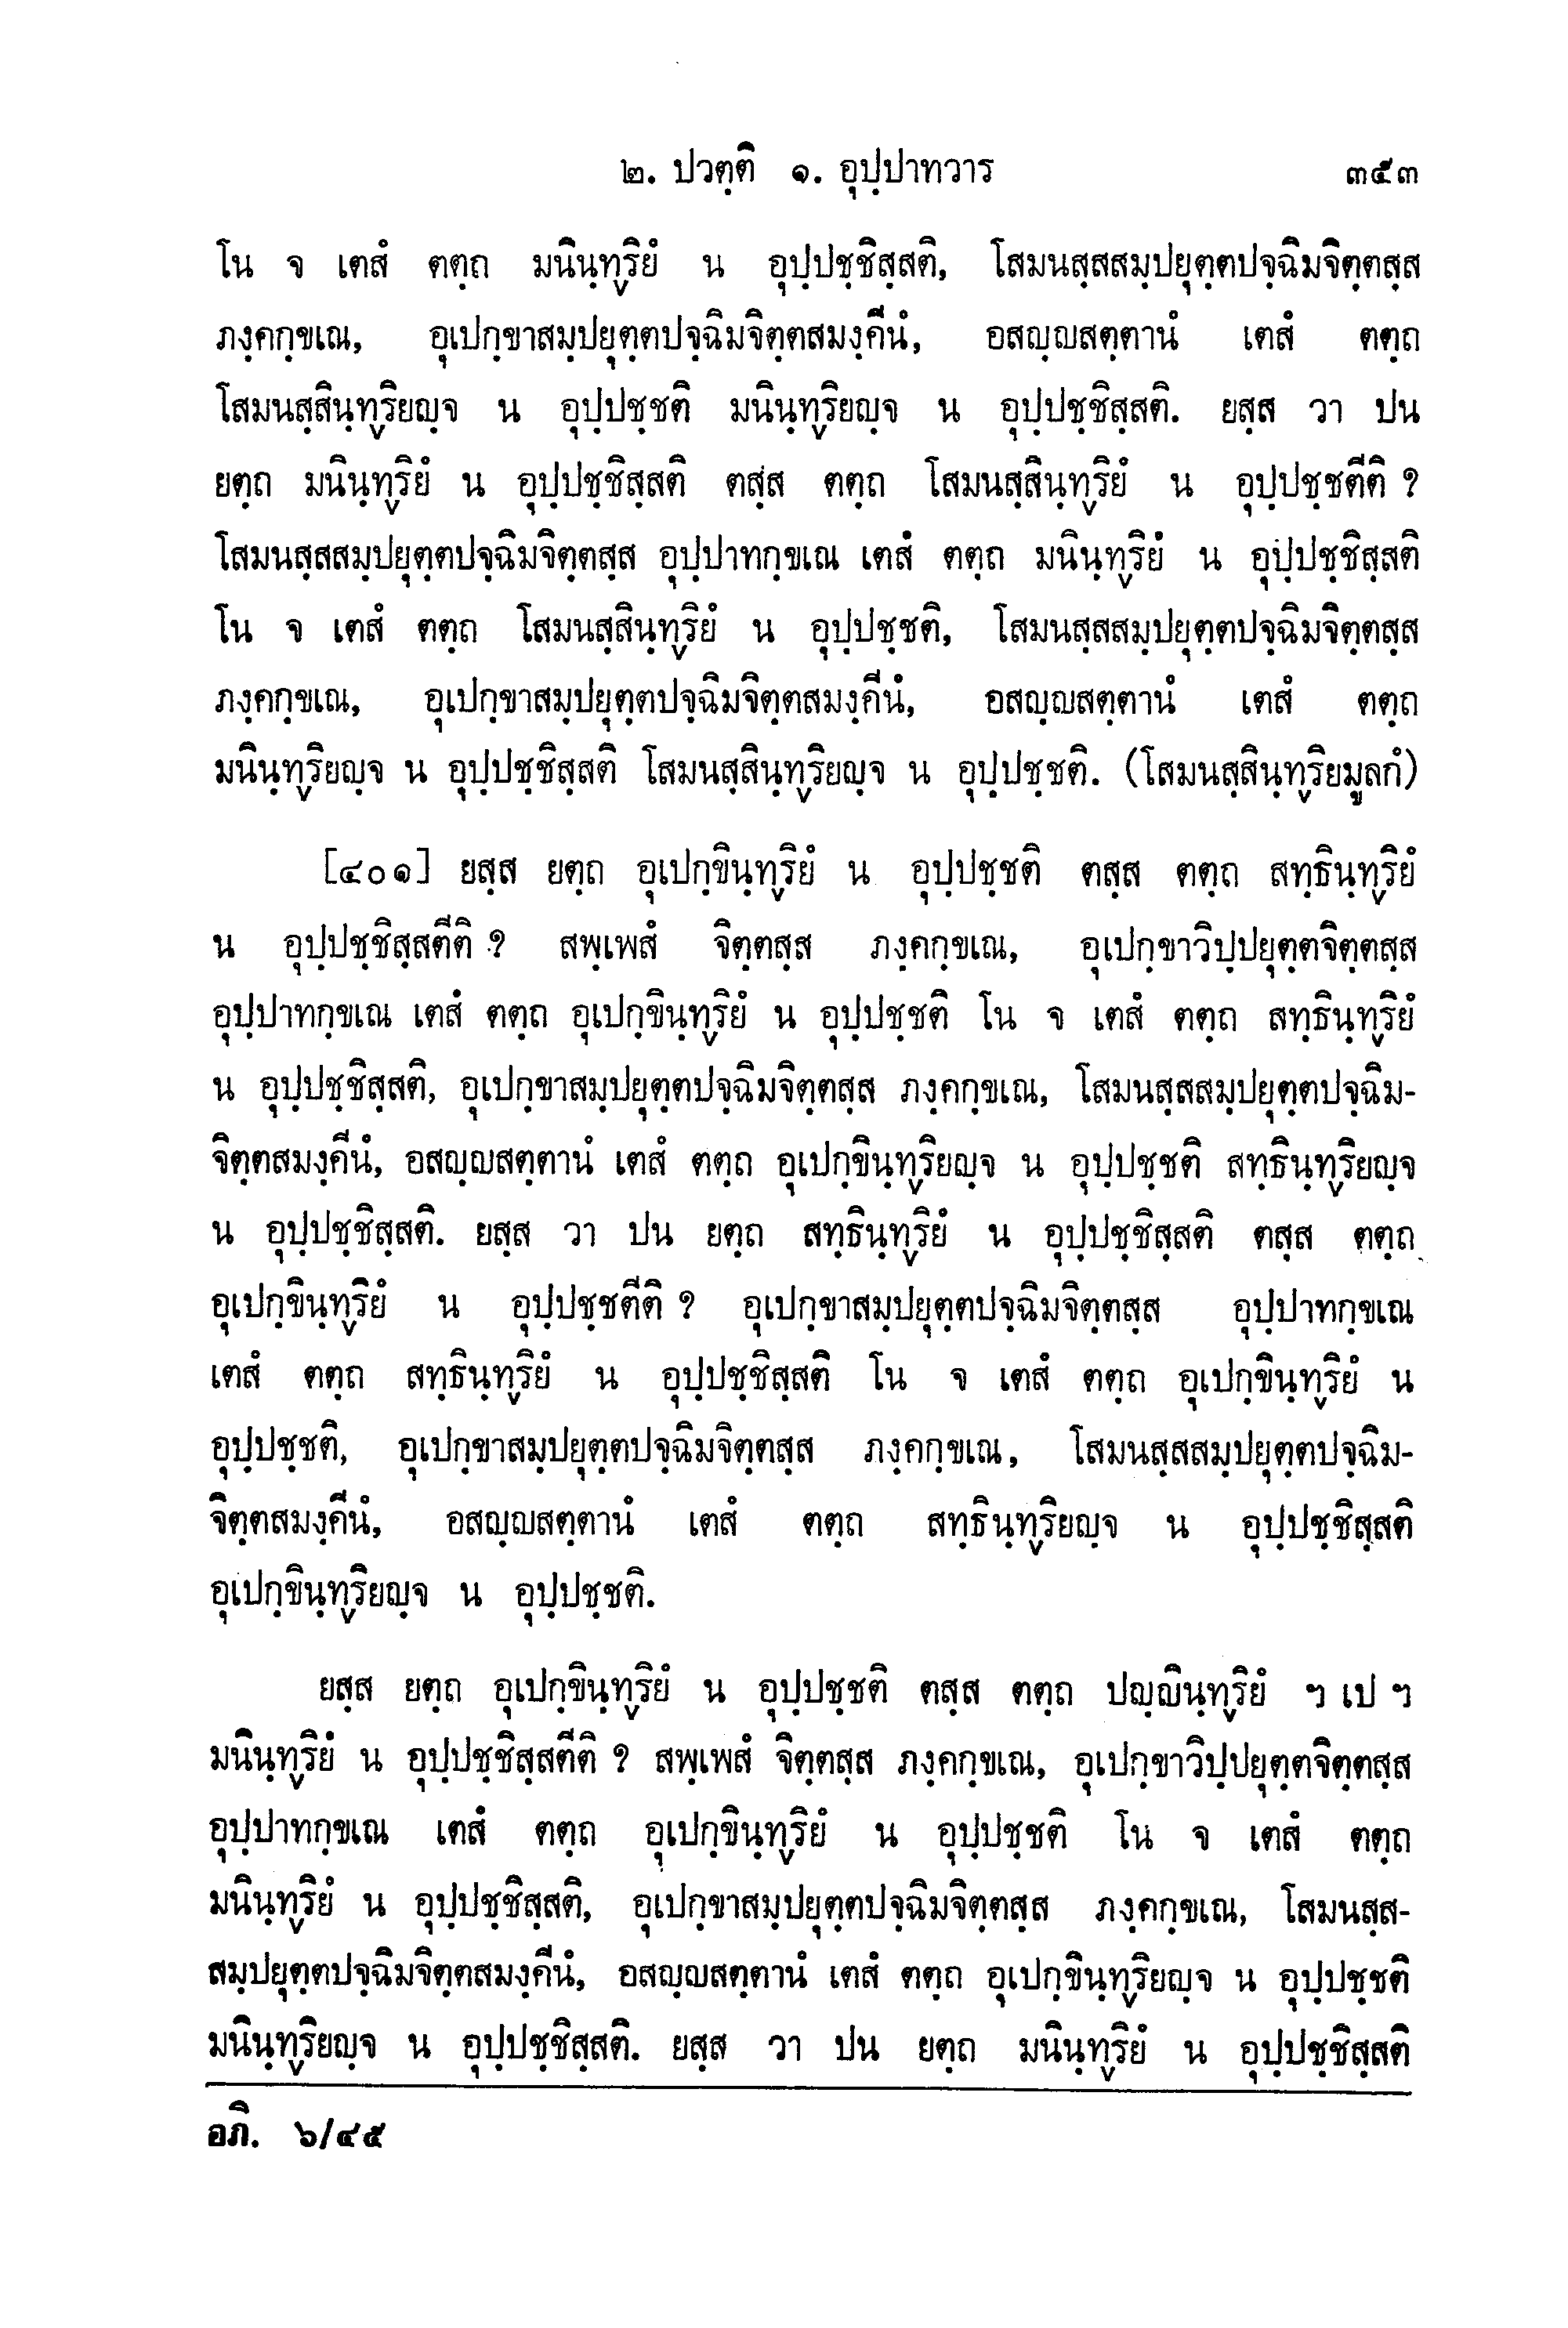 ๒. ปวตฺติ ๑. อุปฺปาทวาร ๓๕๓
โน จ เตสํ ตตฺถ มนินฺทฺริยํ น อุปฺปชฺชิสฺสติ, โสมนสฺสสมฺปยุตฺตปจฺฉิมจิตฺตสฺส
ภงฺคกฺขเณ, อุเปกฺขาสมฺปยุตฺตปจฺฉิมจิตฺตสมงฺคีนํ, อสญฺญสตฺตานํ เตสํ ตตฺถ
โสมนสฺสินฺทฺริยญฺจ น อุปฺปชฺชติ มนินฺทฺริยญฺจ น อุปฺปชฺชิสฺสติ. ยสฺส วา ปน
ยตฺถ มนินฺทฺริยํ น อุปฺปชฺชิสฺสติ ตสฺส ตตฺถ โสมนสฺสินฺทฺริยํ น อุปฺปชฺชตีติ ?
โสมนสฺสสมฺปยุตฺตปจฺฉิมจิตฺตสฺส อุปฺปาทกฺขเณ เตสํ ตตฺถ มนินฺทฺริยํ น อุปฺปชฺชิสฺสติ
โน จ เตสํ ตตฺถ โสมนสฺสินฺทฺริยํ น อุปฺปชฺชติ, โสมนสฺสสมฺปยุตฺตปจฺฉิมจิตฺตสฺส
ภงฺคกฺขเณ, อุเปกฺขาสมฺปยุตฺตปจฺฉิมจิตฺตสมงฺคีนํ, อสญฺญสตฺตานํ เตสํ ตตฺถ
มนินฺทฺริยญฺจ น อุปฺปชฺชิสฺสติ โสมนสฺสินฺทฺริยญฺจ น อุปฺปชฺชติ. (โสมนสฺสินฺทฺริยมูลกํ)
[๔๐๑] ยสฺส ยตฺถ อุเปกฺขินฺทฺริยํ น อุปฺปชฺชติ ตสฺส ตตฺถ สทฺธินฺทฺริยํ
น อุปฺปชฺชิสฺสตีติ ? สพฺเพสํ จิตฺตสฺส ภงฺคกฺขเณ, อุเปกฺขาวิปฺปยุตฺตจิตฺตสฺส
อุปฺปาทกฺขเณ เตสํ ตตฺถ อุเปกฺขินฺทฺริยํ น อุปฺปชฺชติ โน จ เตสํ ตตฺถ สทฺธินฺทฺริยํ
น อุปฺปชฺชิสฺสติ, อุเปกฺขาสมฺปยุตฺตปจฺฉิมจิตฺตสฺส ภงฺคกฺขเณ, โสมนสฺสสมฺปยุตฺตปจฺฉิม-
จิตฺตสมงฺคีนํ, อสญฺญสตฺตานํ เตสํ ตตฺถ อุเปกฺขินฺทฺริยญฺจ น อุปฺปชฺชติ สทฺธินฺทฺริยญฺจ
น อุปฺปชฺชิสฺสติ. ยสฺส วา ปน ยตฺถ สทฺธินฺทฺริยํ น อุปฺปชฺชิสฺสติ ตสฺส ตตฺถ
อุเปกฺขินฺทฺริยํ น อุปฺปชฺชตีติ ? อุเปกฺขาสมฺปยุตฺตปจฺฉิมจิตฺตสฺส อุปฺปาทกฺขเณ
เตสํ ตตฺถ สทฺธินฺทฺริยํ น อุปฺปชฺชิสฺสติ โน จ เตสํ ตตฺถ อุเปกฺขินฺทฺริยํ น
อุปฺปชฺชติ, อุเปกฺขาสมฺปยุตฺตปจฺฉิมจิตฺตสฺส ภงฺคกฺขเณ, โสมนสฺสสมฺปยุตฺตปจฺฉิม-
จิตฺตสมงฺคีนํ, อสญฺญสตฺตานํ เตสํ ตตฺถ สทฺธินฺทฺริยญฺจ น อุปฺปชฺชิสฺสติ
อุเปกฺขินฺทฺริยญฺจ น อุปฺปชฺชติ.
ยสฺส ยตฺถ อุเปกฺขินฺทฺริยํ น อุปฺปชฺชติ ตสฺส ตตฺถ ปญฺญินฺทฺริยํ ฯ เป ฯ
มนินฺทฺริยํ น อุปฺปชฺชิสฺสตีติ ? สพฺเพสํ จิตฺตสฺส ภงฺคกฺขเณ, อุเปกฺขาวิปฺปยุตฺตจิตฺตสฺส
อุปฺปาทกฺขเณ เตสํ ตตฺถ อุเปกฺขินฺทฺริยํ น อุปฺปชฺชติ โน จ เตสํ ตตฺถ
มนินฺทฺริยํ น อุปฺปชฺชิสฺสติ, อุเปกฺขาสมฺปยุตฺตปจฺฉิมจิตฺตสฺส ภงฺคกฺขเณ, โสมนสฺส-
สมฺปยุตฺตปจฺฉิมจิตฺตสมงฺคีนํ, อสญฺญสตฺตานํ เตสํ ตตฺถ อุเปกฺขินฺทฺริยญฺจ น อุปฺปชฺชติ
มนินฺทฺริยญฺจ น อุปฺปชฺชิสฺสติ. ยสฺส วา ปน ยตฺถ มนินฺทฺริยํ น อุปฺปชฺชิสฺสติ
อภิ. ๖/๔๕